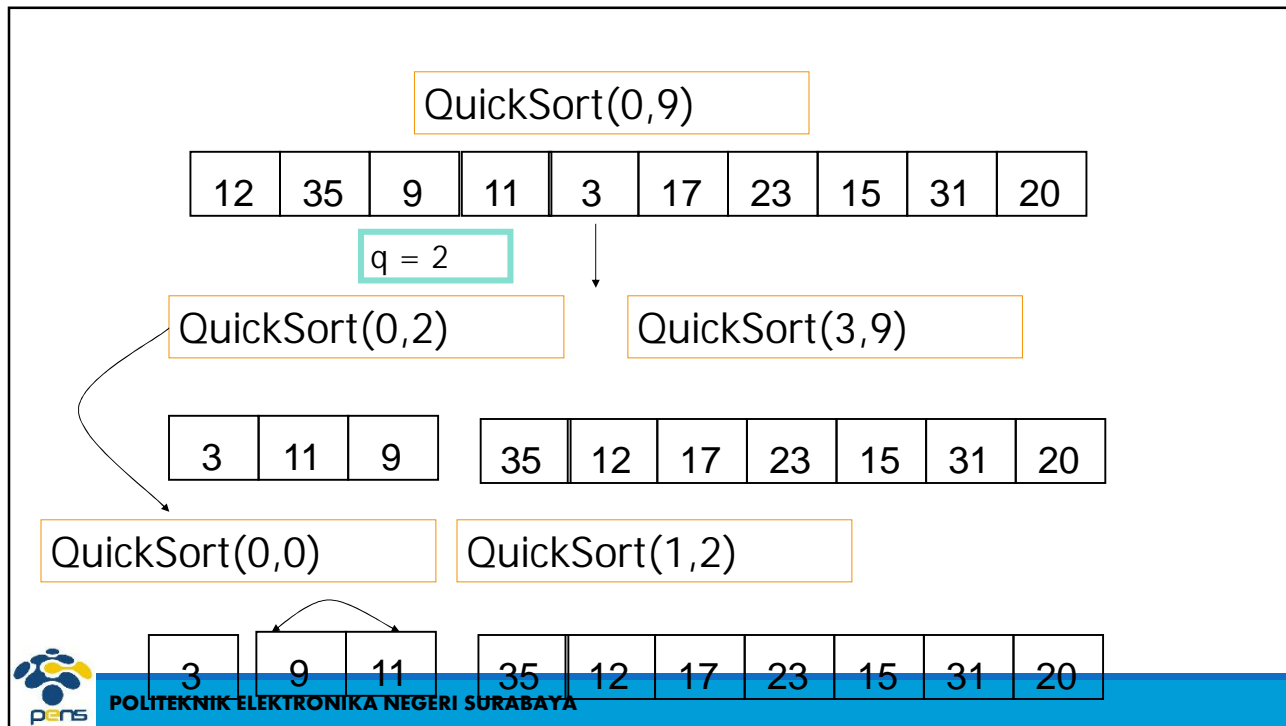 QuickSort(0,9)
12 35 9 11 3 17 23 15 31 20
q = 2
QuickSort(0,2) QuickSort(3,9)
3 11 9 35 12 17 23 15 31 20
QuickSort(0,0) QuickSort(1,2)
3 9 11 35 12 17 23 15 31 20
POLITEKNIK ELEKTRONIKA NEGERI SURABAYA
pens